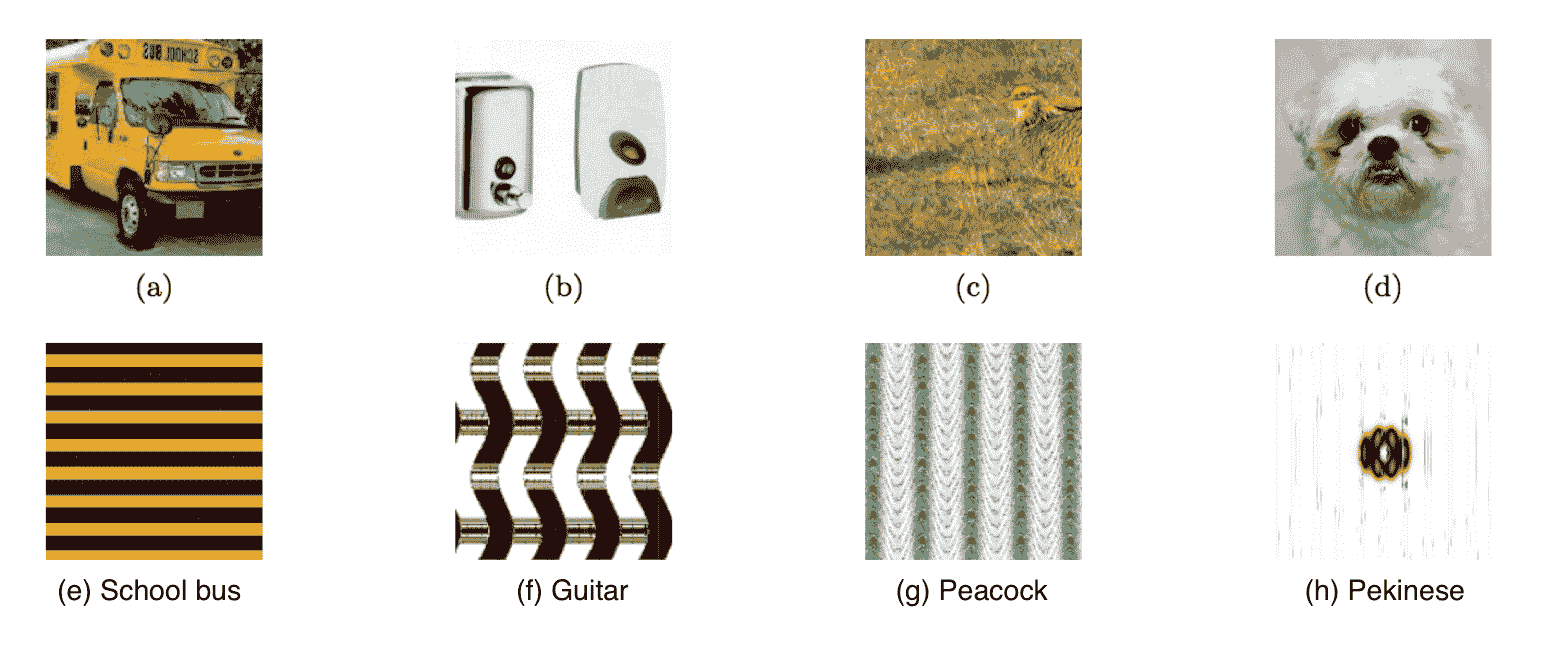 SCHOOL BUS
(a)
(b)
(c)
(d)
(e) School bus
(f) Guitar
(g) Peacock
(h) Pekinese